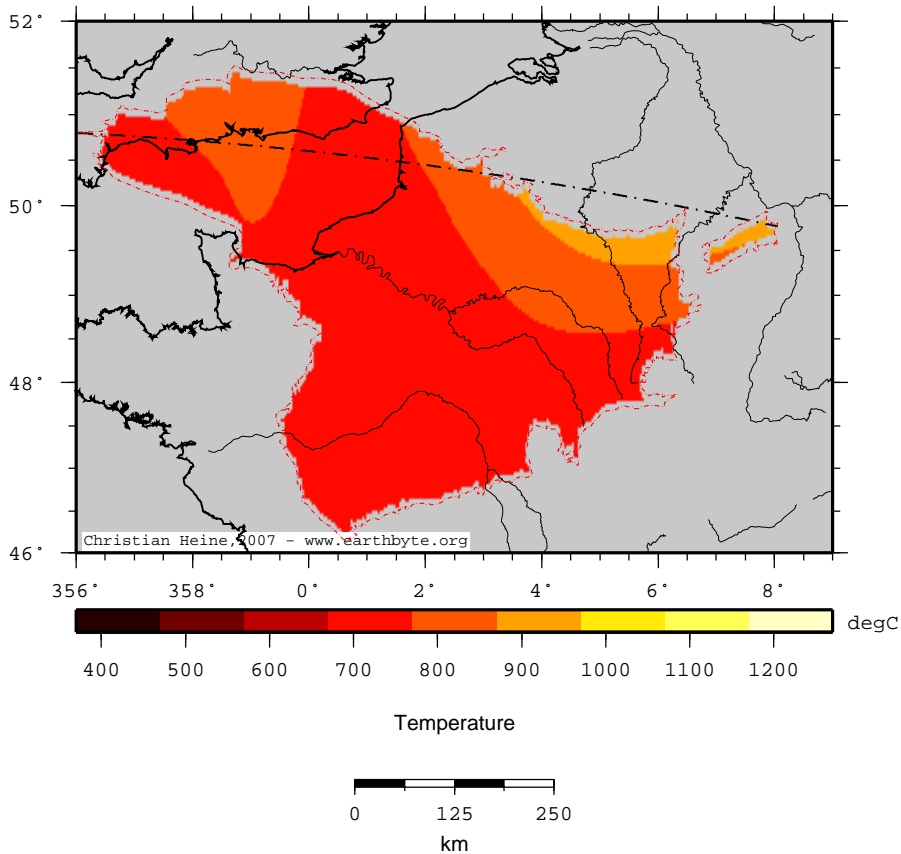 52°
50°
48°
46°
Christian Heine,2007 - www.earthbyte.org
356° 358° 0° 2° 4° 6° 8°
degC
400 500 600 700 800 900 1000 1100 1200
Temperature
0 125 250
km